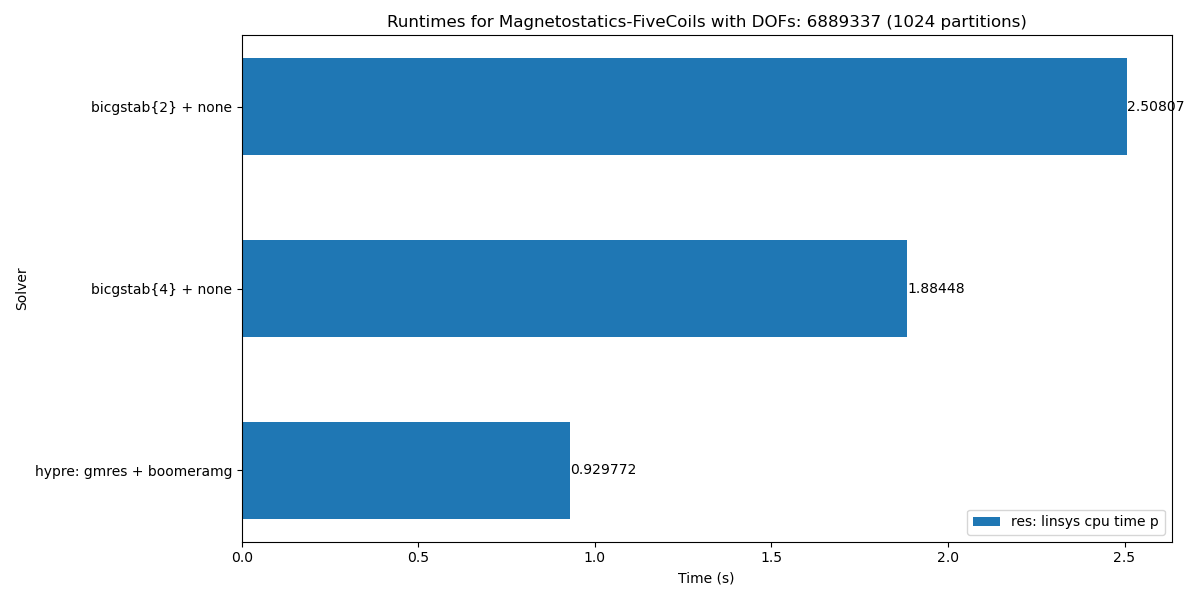 Runtimes for Magnetostatics-FiveCoils with DOFs: 6889337 (1024 partitions)
bicgstab{2} + none
2.50807
bicgstab{4} + none
1.88448
Solver
hypre: gmres + boomeramg
0.929772
res: linsys cpu time p
0.0 0.5 1.0 1.5 2.0 2.5
Time (s)